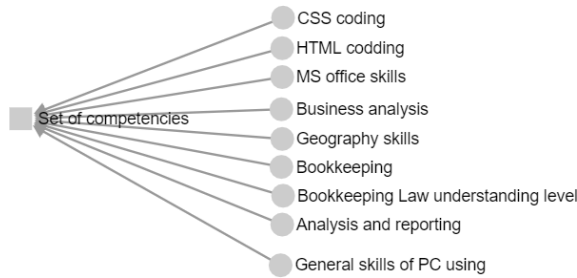 CSS coding
HTML codding
MS office skills
Business analysis
Set of competencies
Geography skills
Bookkeeping
Bookkeeping Law understanding level
Analysis and reporting
General skills of PC using